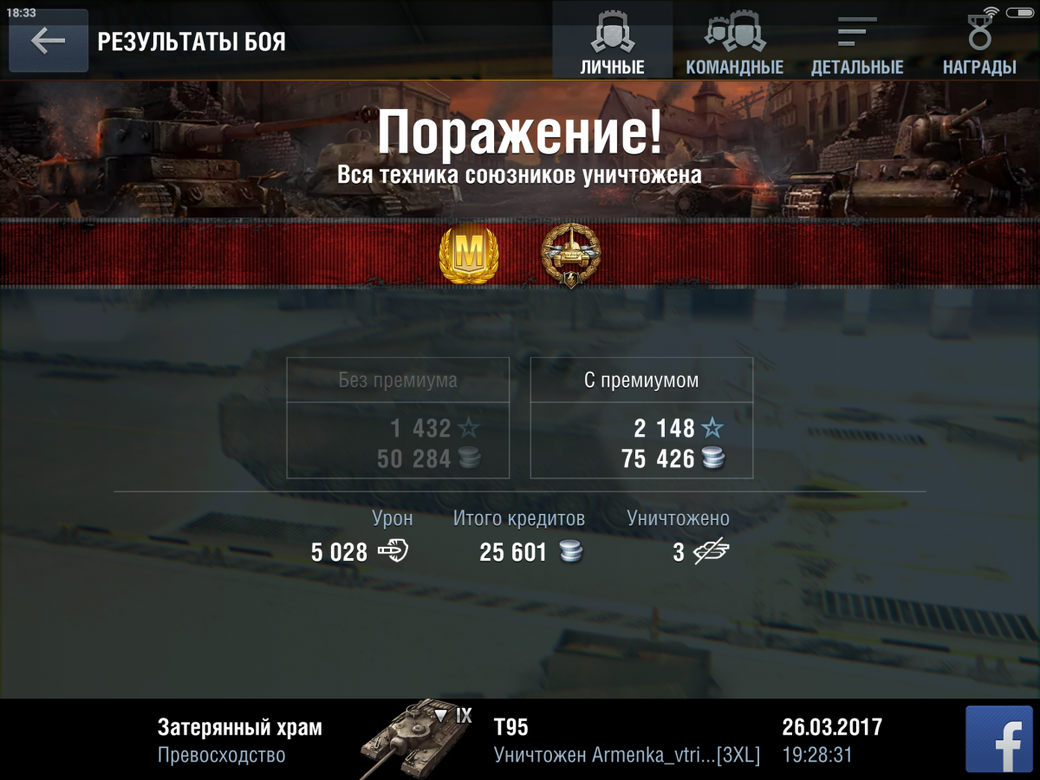 18:33
РЕЗУЛЬТАТЫ БОЯ
ЛИЧНЫЕ
КОМАНДНЫЕ
ДЕТАЛЬНЫЕ
НАГРАДЫ
Поражение!
Вся техника союзников уничтожена
M
Без премиума
1 432
50 284
С премиумом
2 148
75 426
Урон
5 028
Итого кредитов
25 601
Уничтожено
3
Затерянный храм
Превосходство
IX
T95
Уничтожен Armenka_vtri...[3XL]
26.03.2017
19:28:31
f